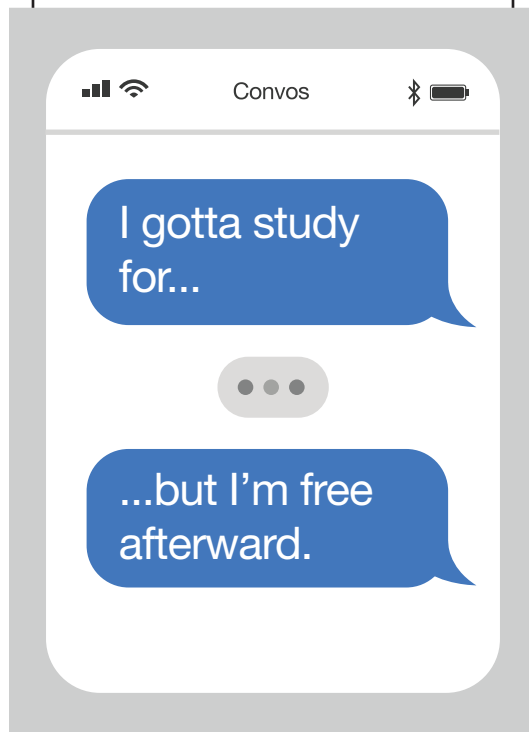 Convos
I gotta study
for...
...but I'm free
afterward.